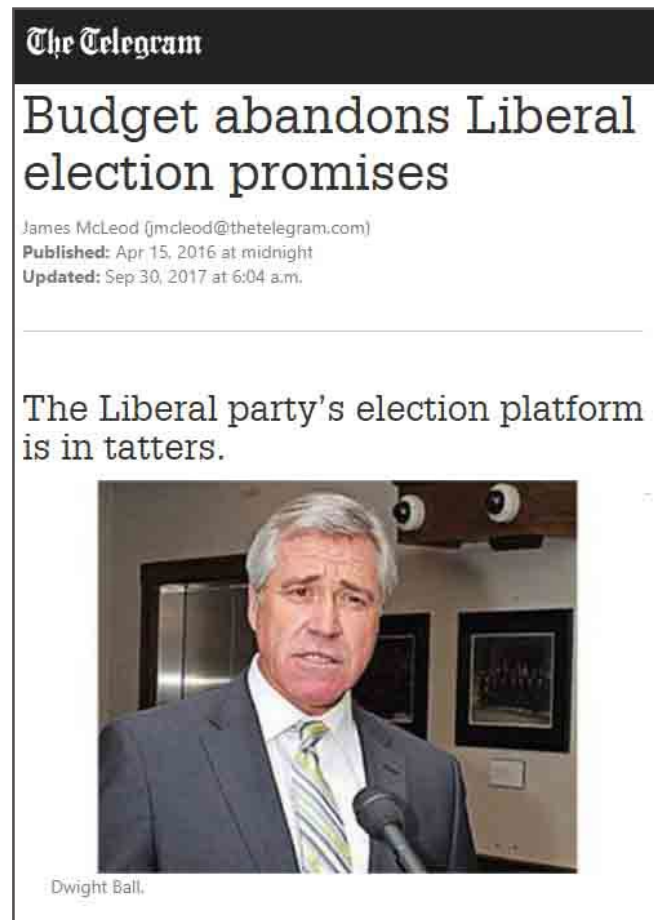 The Telegram
Budget abandons Liberal
election promises
James McLeod (jmcleod@thetelegram.com)
Published: Apr 15, 2016 at midnight
Updated: Sep 30, 2017 at 6:04 a.m.
The Liberal party's election platform
is in tatters.
Dwight Ball.